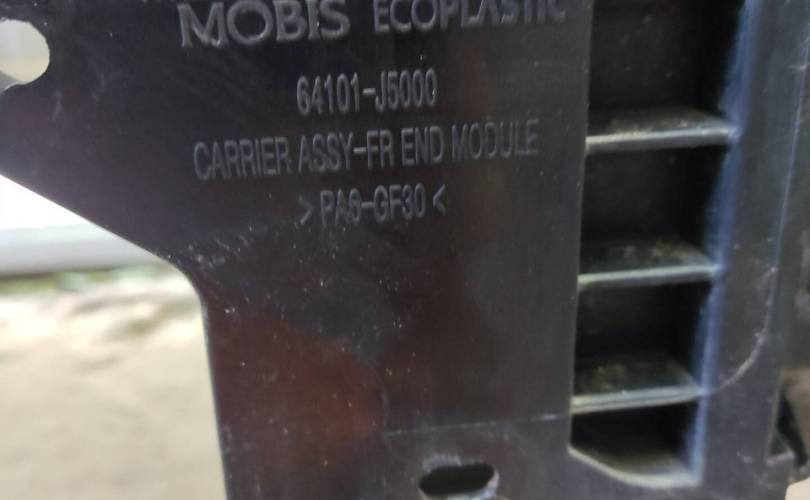 MOBIS ECOPLASTIC
64101-J5000
CARRIER ASSY-FR END MODULE
>PA6-GF30<